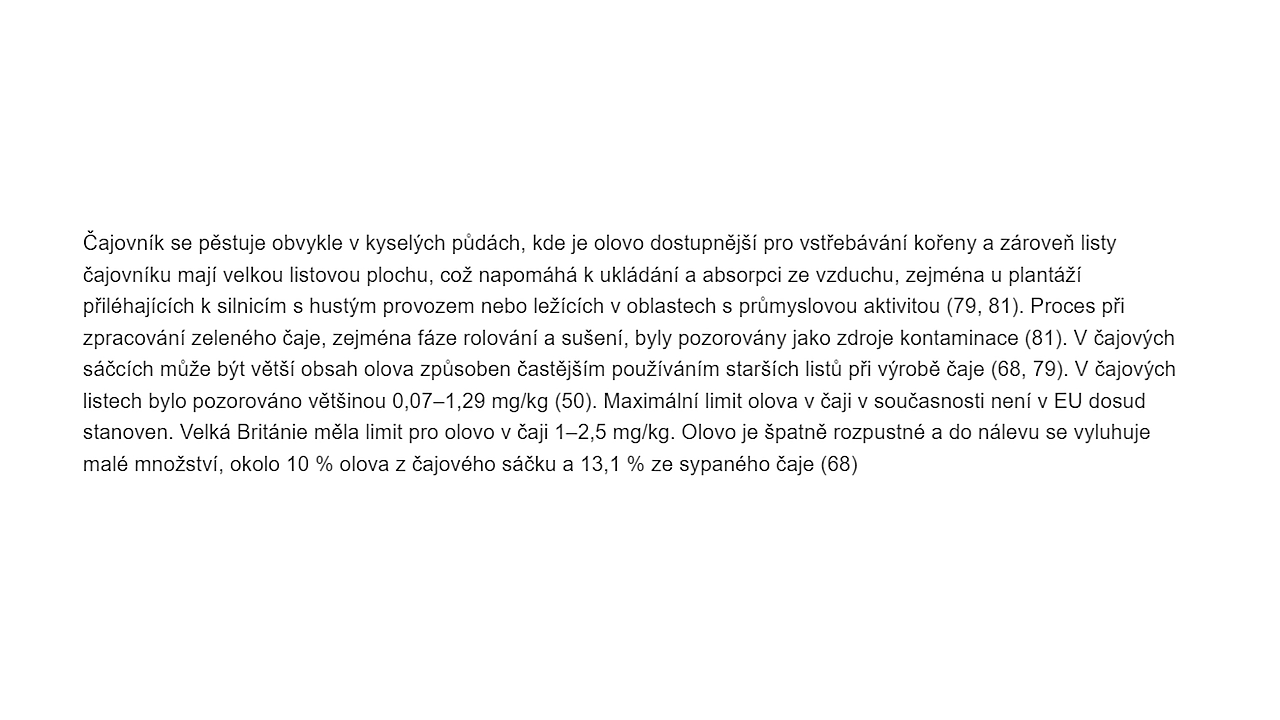 Čajovník se pěstuje obvykle v kyselých půdách, kde je olovo dostupnější pro vstřebávání kořeny a zároveň listy
čajovníku mají velkou listovou plochu, což napomáhá k ukládání a absorpci ze vzduchu, zejména u plantáží
přiléhajících k silnicím s hustým provozem nebo ležících v oblastech s průmyslovou aktivitou (79, 81). Proces při
zpracování zeleného čaje, zejména fáze rolování a sušení, byly pozorovány jako zdroje kontaminace (81). V čajových
sáčcích může být větší obsah olova způsoben častějším používáním starších listů při výrobě čaje (68, 79). V čajových
listech bylo pozorováno většinou 0,07–1,29 mg/kg (50). Maximální limit olova v čaji v současnosti není v EU dosud
stanoven. Velká Británie měla limit pro olovo v čaji 1–2,5 mg/kg. Olovo je špatně rozpustné a do nálevu se vyluhuje
malé množství, okolo 10 % olova z čajového sáčku a 13,1 % ze sypaného čaje (68)